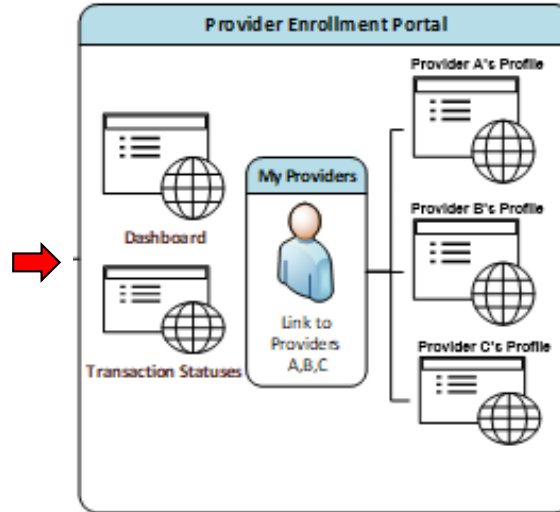 Provider Enrollment Portal
Dashboard
Transaction Statuses
My Providers
Link to
Providers
A,B,C
Provider A's Profile
Provider B's Profile
Provider C's Profile